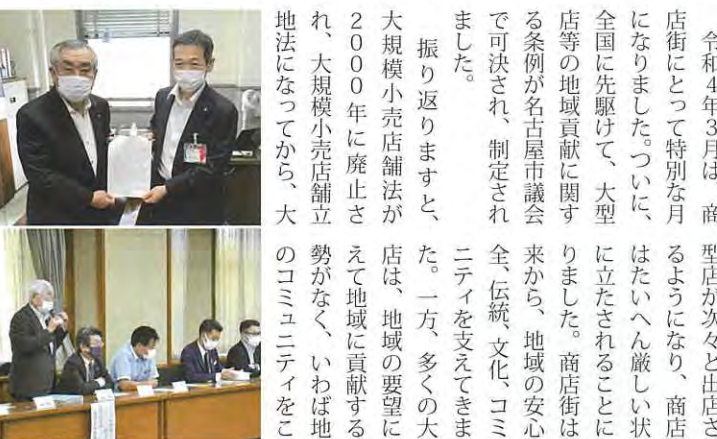 令和4年3月は、商
店街にとって特別な月
になりました。ついに、
全国に先駆けて、大型
店等の地域貢献に関す
る条例が名古屋市議会
で可決され、制定され
ました。
振り返りますと、
大規模小売店舗法が
2000年に廃止さ
れ、大規模小売店舗立
地法になってから、大
型店が次々と出店さ
るようになり、商店
はたいへん厳しい状
に立たされることに
りました。商店街は
来から、地域の安心
全、伝統、文化、コミ
ニティを支えてきま
た。一方、多くの大
店は、地域の要望に
えて地域に貢献する
勢がなく、いわば地
のコミュニティをこ